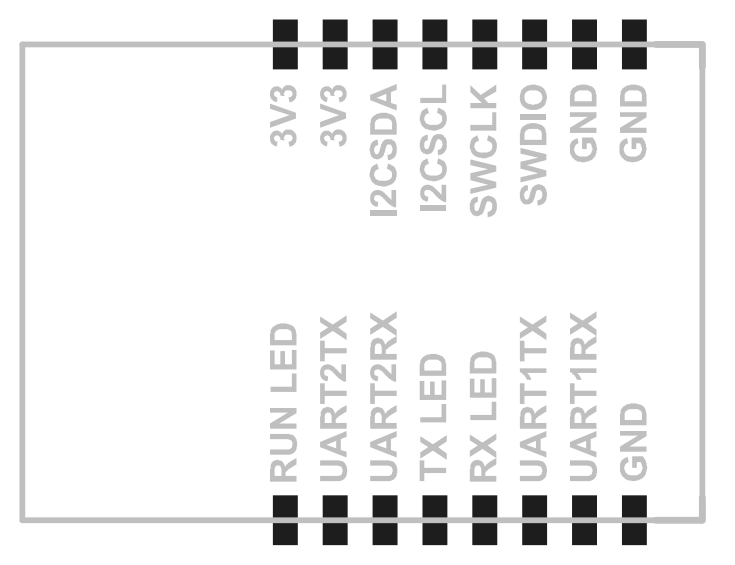 3V3
3V3
I2CSDA
I2CSCL
SWCLK
SWDIO
GND
GND
RUN LED
UART2TX
UART2RX
TX LED
RX LED
UART1TX
UART1RX
GND